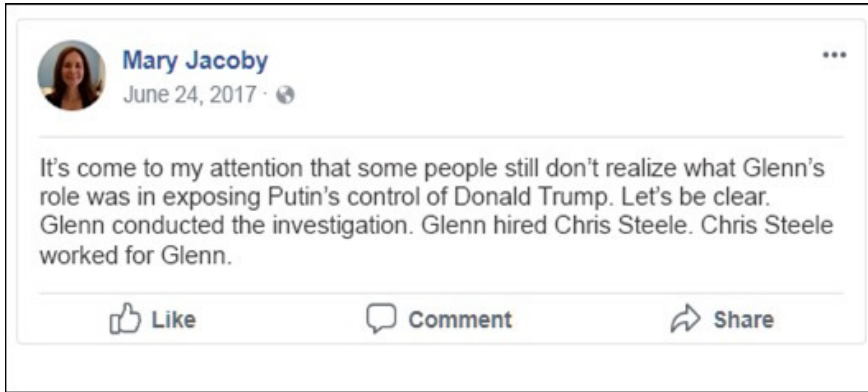 Mary Jacoby
June 24, 2017 ·
It's come to my attention that some people still don't realize what Glenn's
role was in exposing Putin's control of Donald Trump. Let's be clear.
Glenn conducted the investigation. Glenn hired Chris Steele. Chris Steele
worked for Glenn.
Like Comment Share